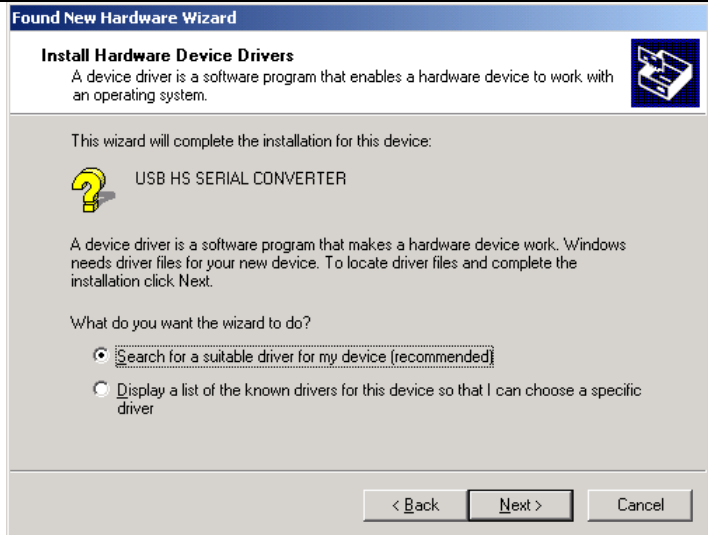 Found New Hardware Wizard
Install Hardware Device Drivers
A device driver is a software program that enables a hardware device to work with
an operating system.
This wizard will complete the installation for this device:
USB HS SERIAL CONVERTER
A device driver is a software program that makes a hardware device work. Windows
needs driver files for your new device. To locate driver files and complete the
installation click Next.
What do you want the wizard to do?
Search for a suitable driver for my device (recommended)
Display a list of the known drivers for this device so that I can choose a specific
driver
< Back Next > Cancel